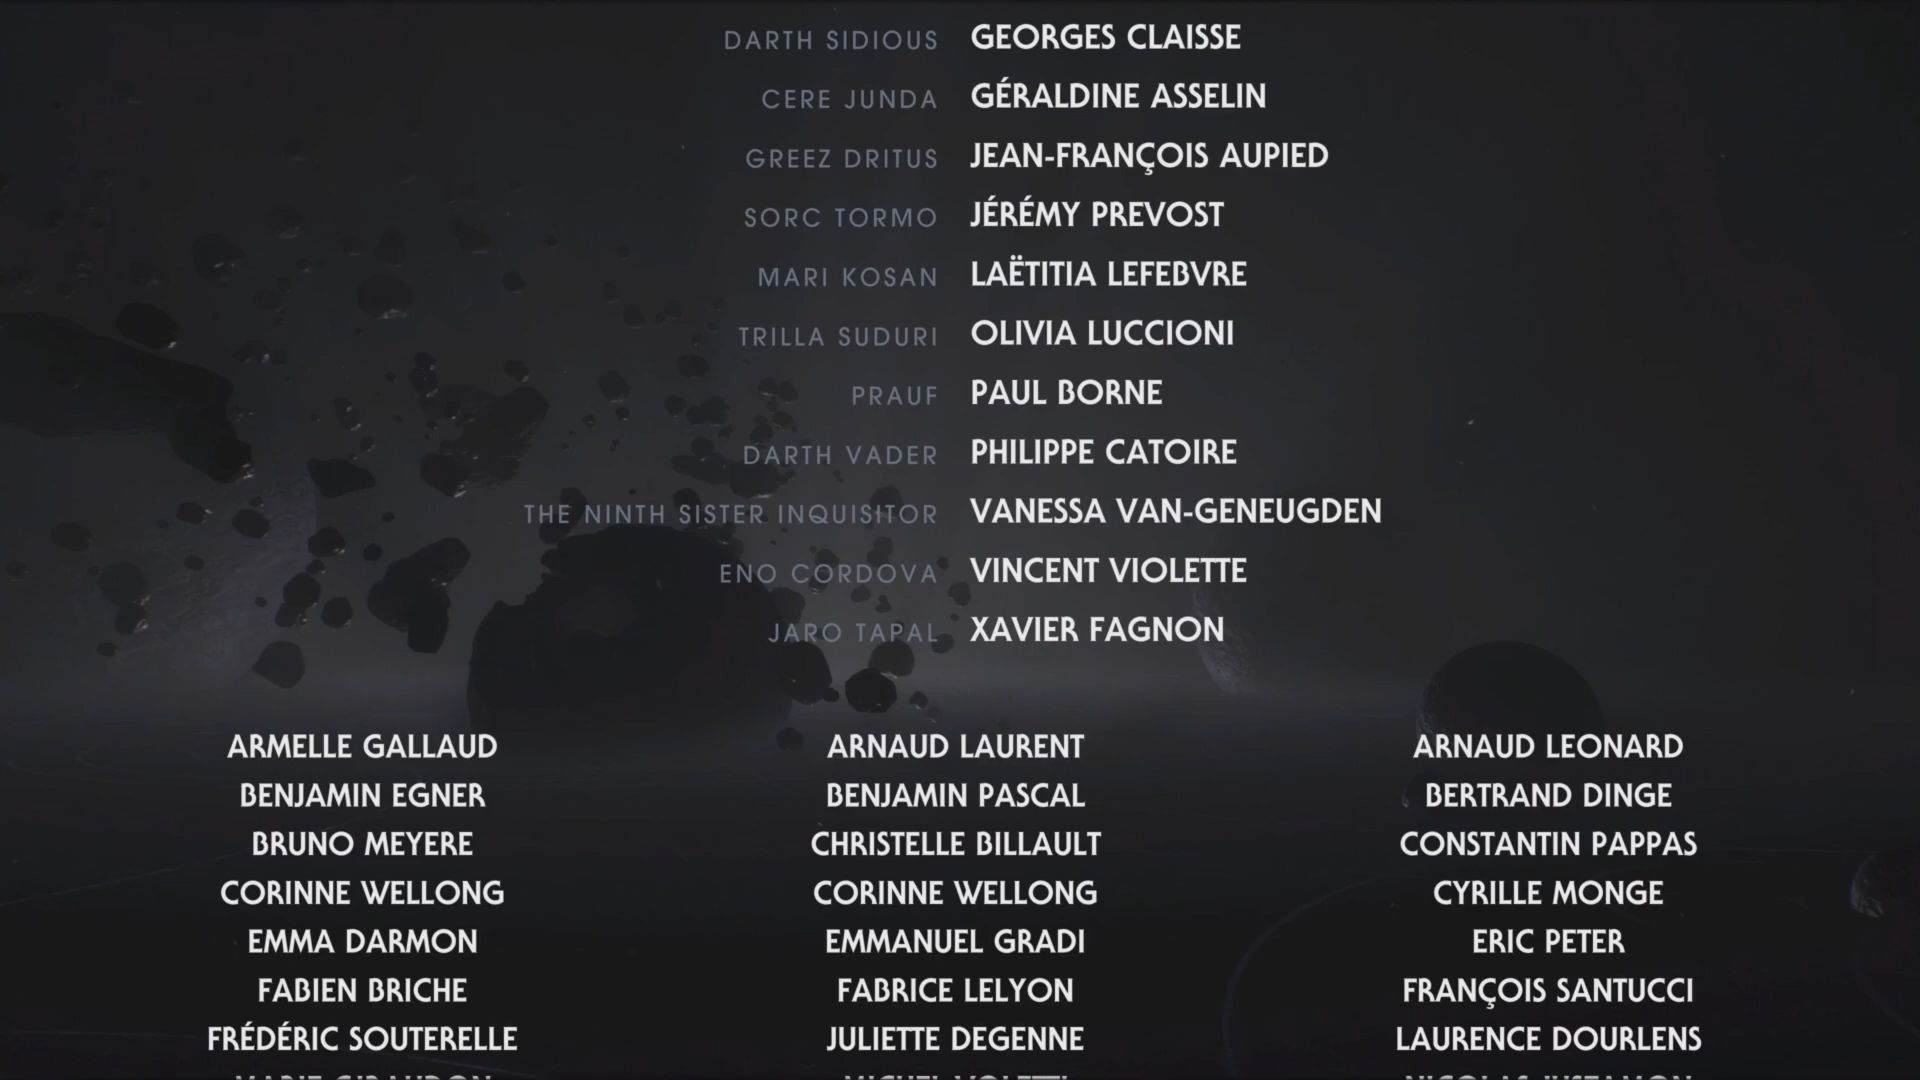 DARTH SIDIOUS GEORGES CLAISSE
CERE JUNDA GÉRALDINE ASSELIN
GREEZ DRITUS JEAN-FRANÇOIS AUPIED
SORC TORMO JÉRÉMY PREVOST
MARI KOSAN LAËTITIA LEFEBVRE
TRILLA SUDURI OLIVIA LUCCIONI
PRAUF PAUL BORNE
DARTH VADER PHILIPPE CATOIRE
THE NINTH SISTER INQUISITOR VANESSA VAN-GENEUGDEN
ENO CORDOVA VINCENT VIOLETTE
JARO TAPAL XAVIER FAGNON
ARMELLE GALLAUD ARNAUD LAURENT ARNAUD LEONARD
BENJAMIN EGNER BENJAMIN PASCAL BERTRAND DINGE
BRUNO MEYERE CHRISTELLE BILLAULT CONSTANTIN PAPPAS
CORINNE WELLONG CORINNE WELLONG CYRILLE MONGE
EMMA DARMON EMMANUEL GRADI ERIC PETER
FABIEN BRICHE FABRICE LELYON FRANÇOIS SANTUCCI
FRÉDÉRIC SOUTERELLE JULIETTE DEGENNE LAURENCE DOURLENS